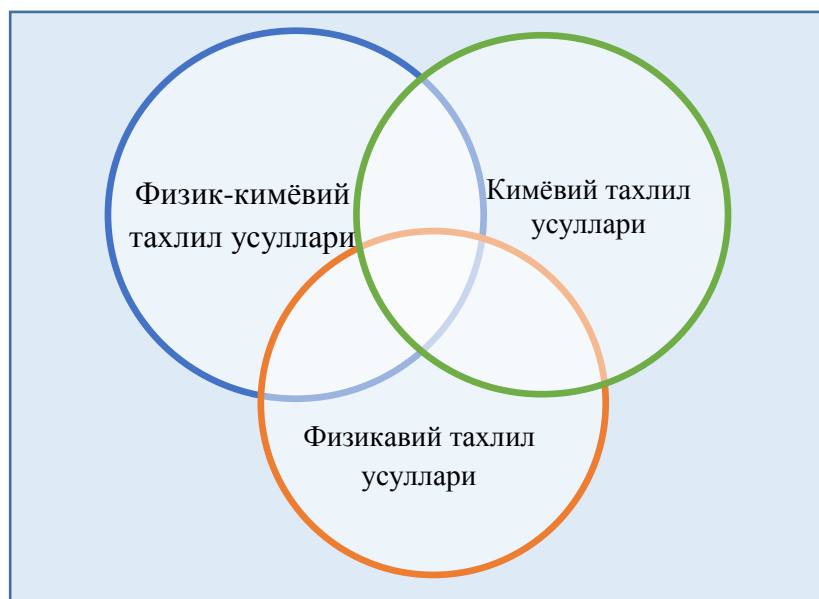 Физик-кимёвий
тахлил усуллари
Кимёвий тахлил
усуллари
Физикавий тахлил
усуллари